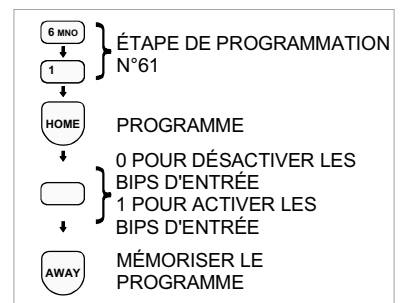 6 MNO
ÉTAPE DE PROGRAMMATION
N°61
1
HOME
PROGRAMME
0 POUR DÉSACTIVER LES
BIPS D'ENTRÉE
1 POUR ACTIVER LES
BIPS D'ENTRÉE
AWAY
MÉMORISER LE
PROGRAMME